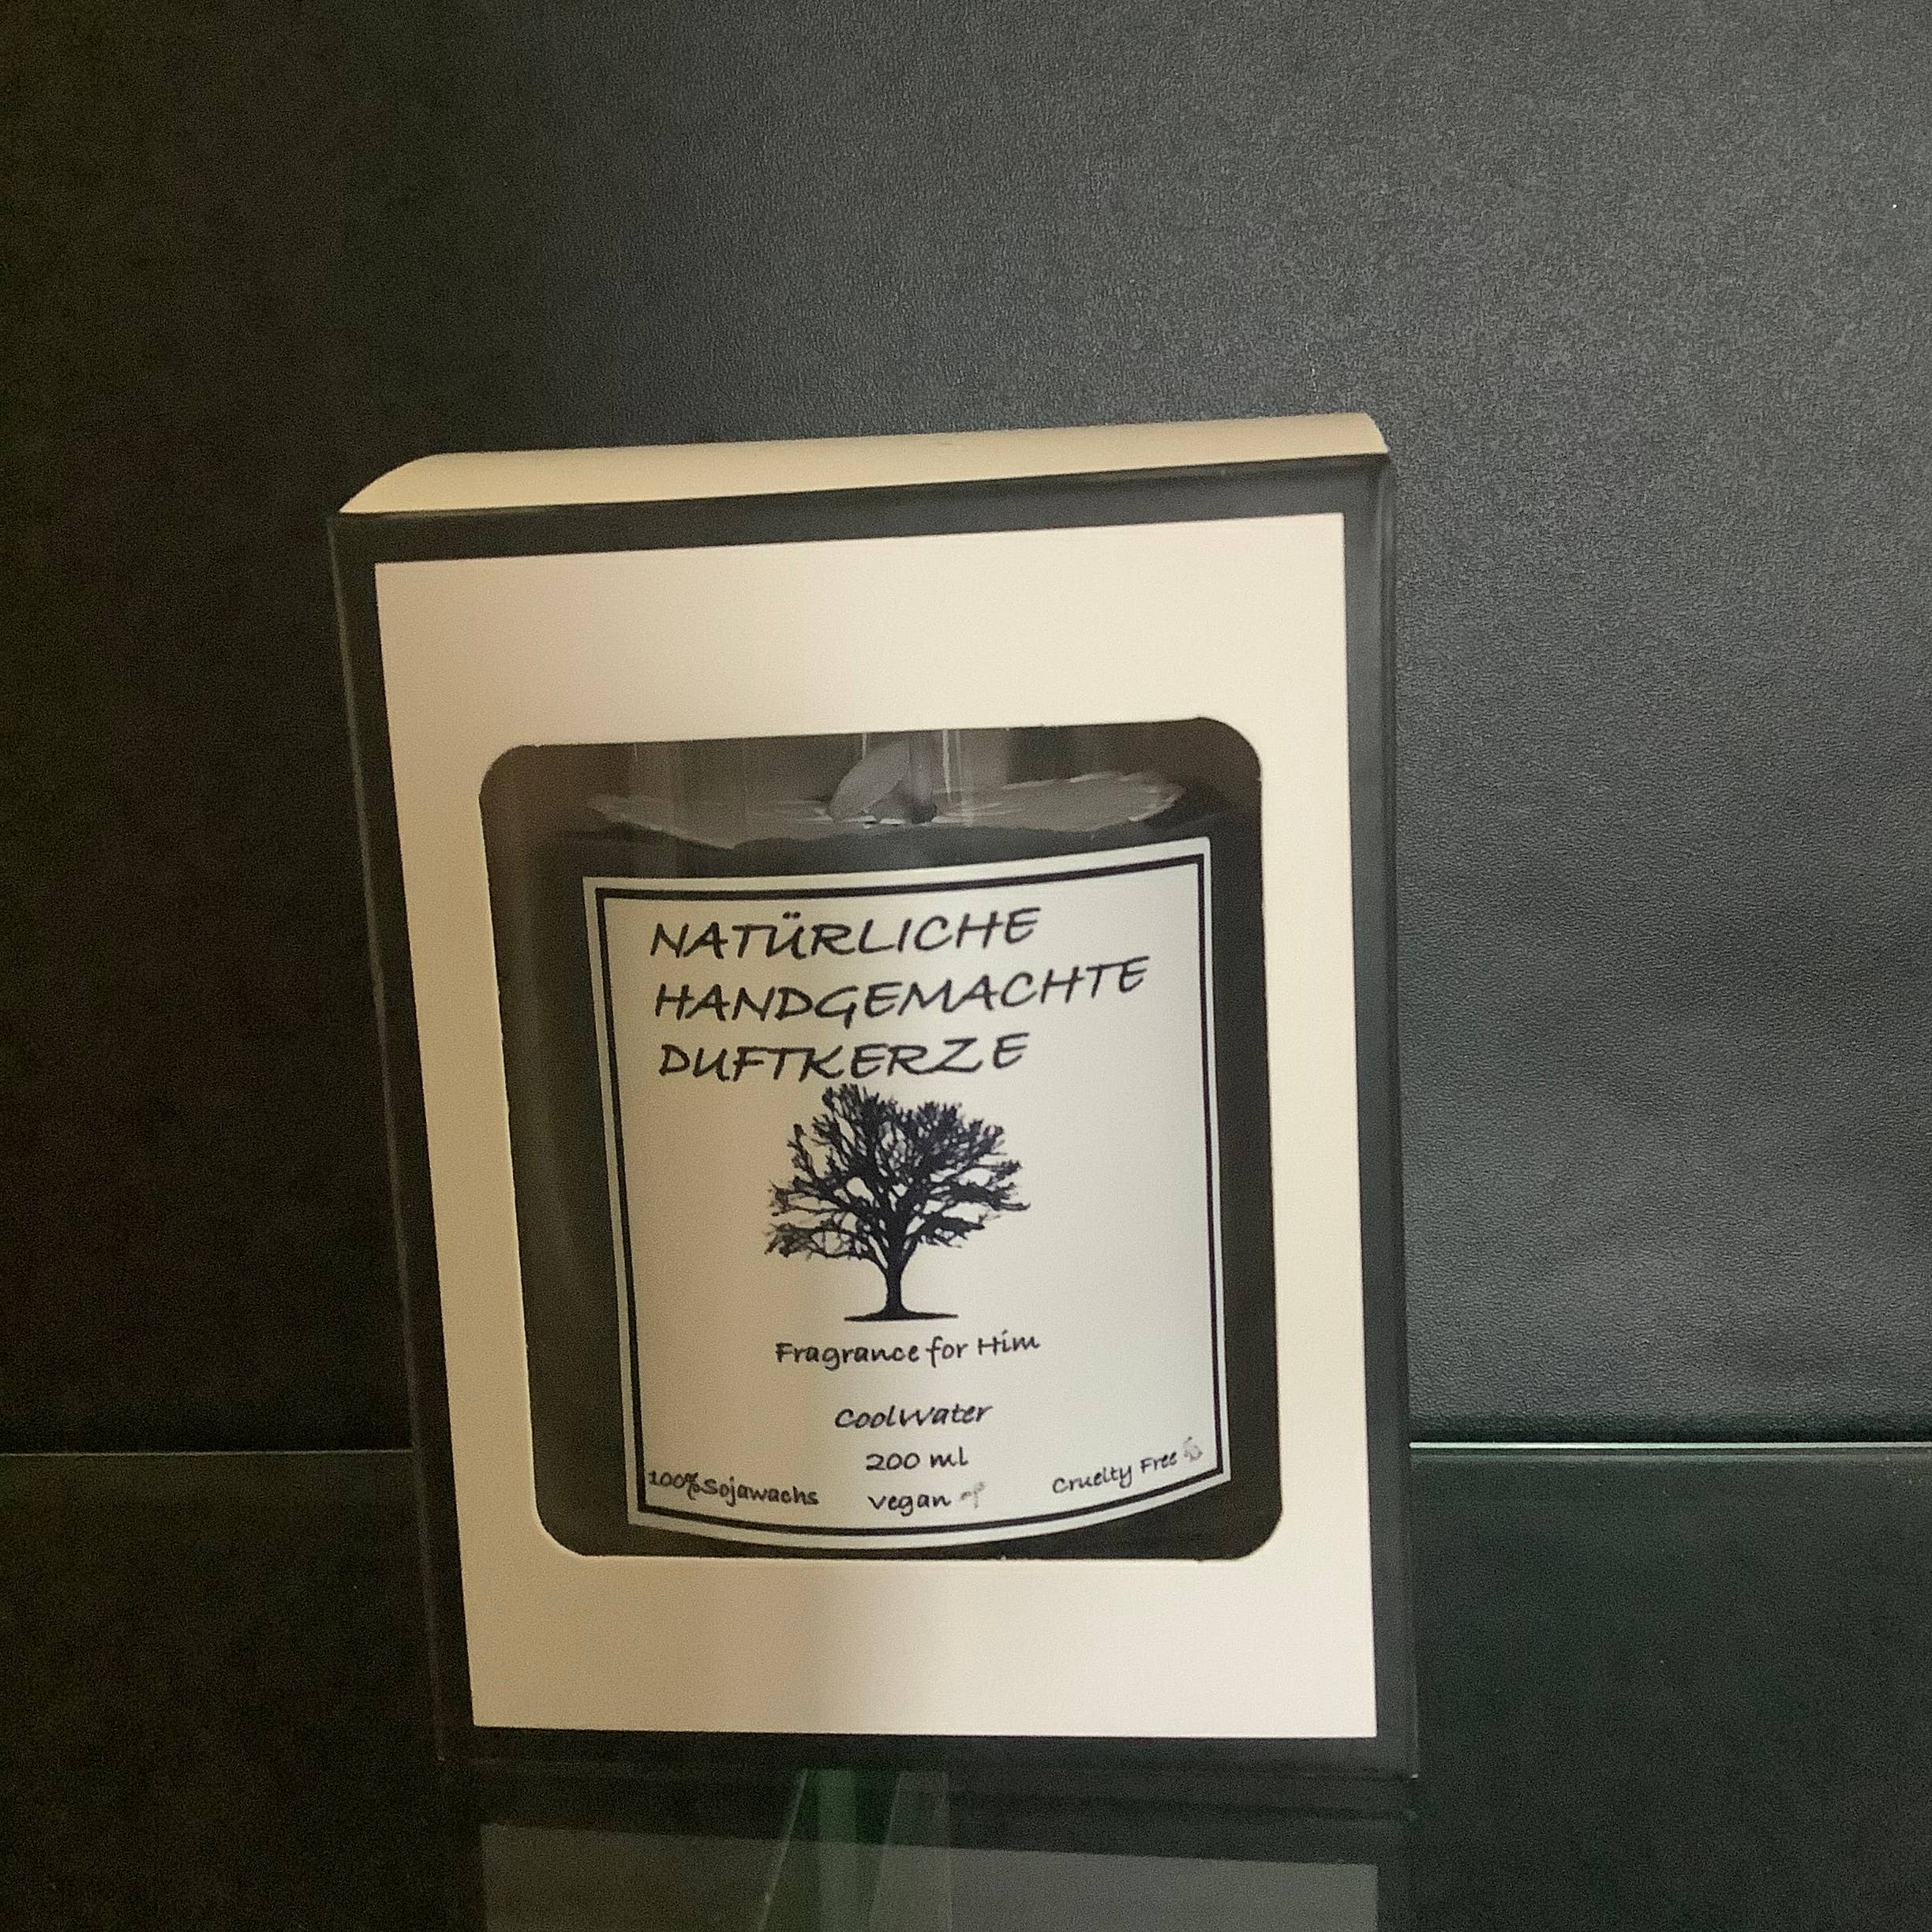 NATÜRLICHE
HANDGEMACHTE
DUFTKERZE
Fragrance for Him
CoolWater
200 ml
100%Sojawachs
vegan
Cruelty Free